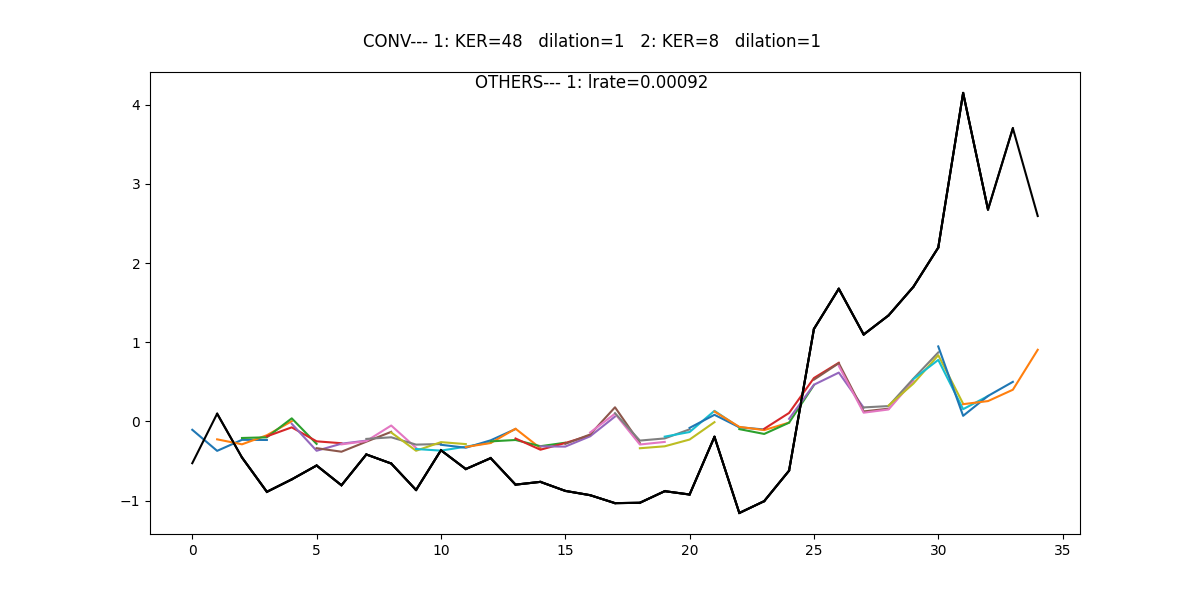 CONV--- 1: KER=48   dilation=1   2: KER=8   dilation=1
OTHERS--- 1: lrate=0.00092
4
3
2
1
0
−1
0 5 10 15 20 25 30 35